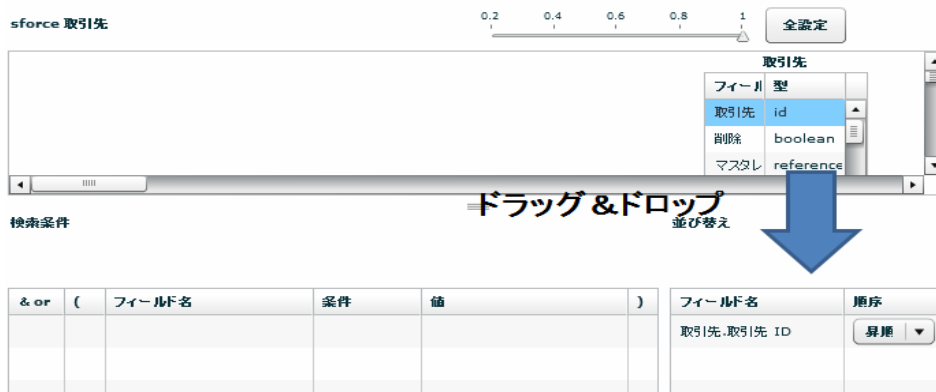 sforce 取引先
0.2 0.4 0.6 0.8 1
全設定
取引先
フィール 型
取引先 id
削除 boolean
マスタレ reference
ドラッグ &ドロップ
検索条件
並び替え
& or ( フィールド名 条件 値 )
フィールド名 順序
取引先.取引先 ID 昇順